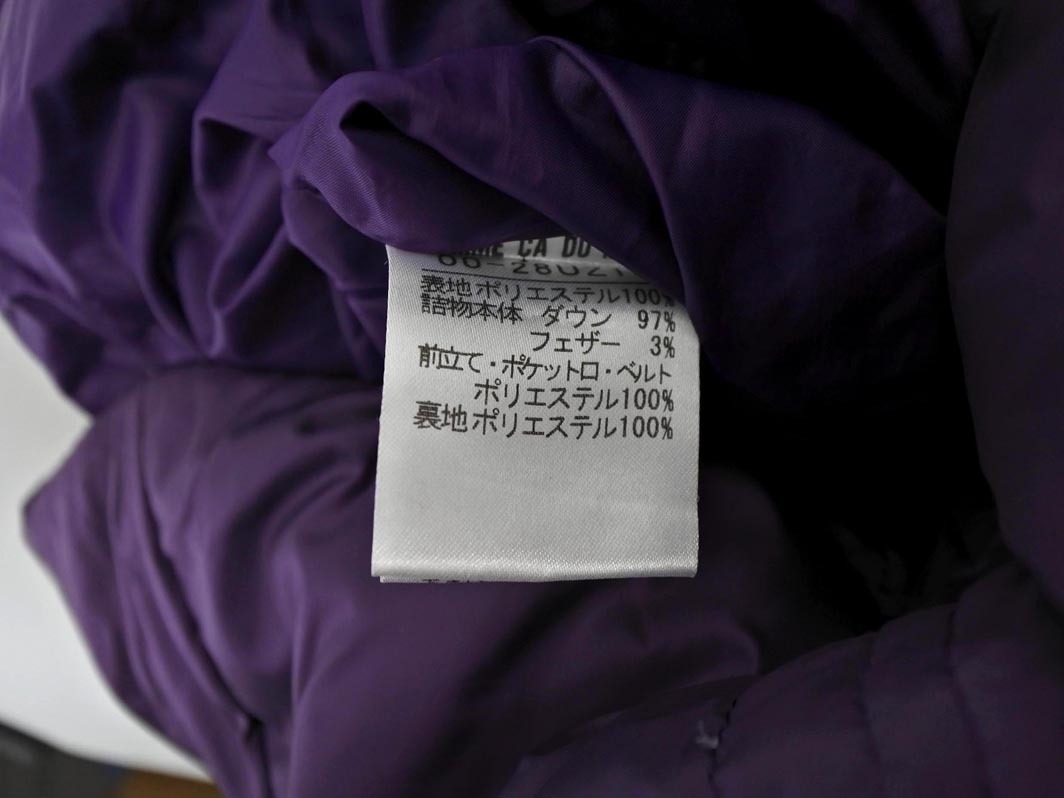 CA DU
表地ポリエステル100%
詰物本体 ダウン 97%
フェザー 3%
前立て・ポケット口・ベルト
ポリエステル100%
裏地ポリエステル100%